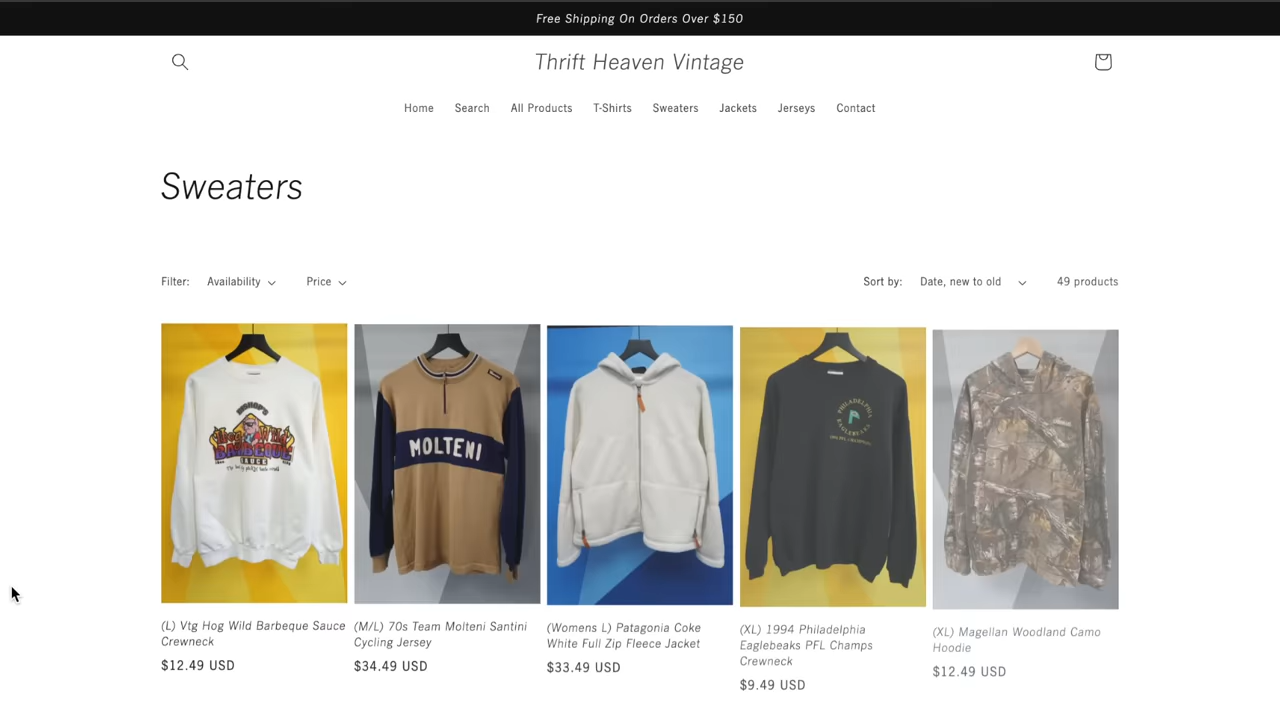 Free Shipping On Orders Over $150
Thrift Heaven Vintage
Home Search All Products T-Shirts Sweaters Jackets Jerseys Contact
Sweaters
Filter: Availability Price
Sort by: Date, new to old 49 products
BARBEQUE
SAUCE
MOLTENI
PHILADELPHIA
EAGLEBEAKS
(L) Vtg Hog Wild Barbeque Sauce
Crewneck
$12.49 USD
(M/L) 70s Team Molteni Santini
Cycling Jersey
$34.49 USD
(Womens L) Patagonia Coke
White Full Zip Fleece Jacket
$33.49 USD
(XL) 1994 Philadelphia
Eaglebeaks PFL Champs
Crewneck
$9.49 USD
(XL) Magellan Woodland Camo
Hoodie
$12.49 USD